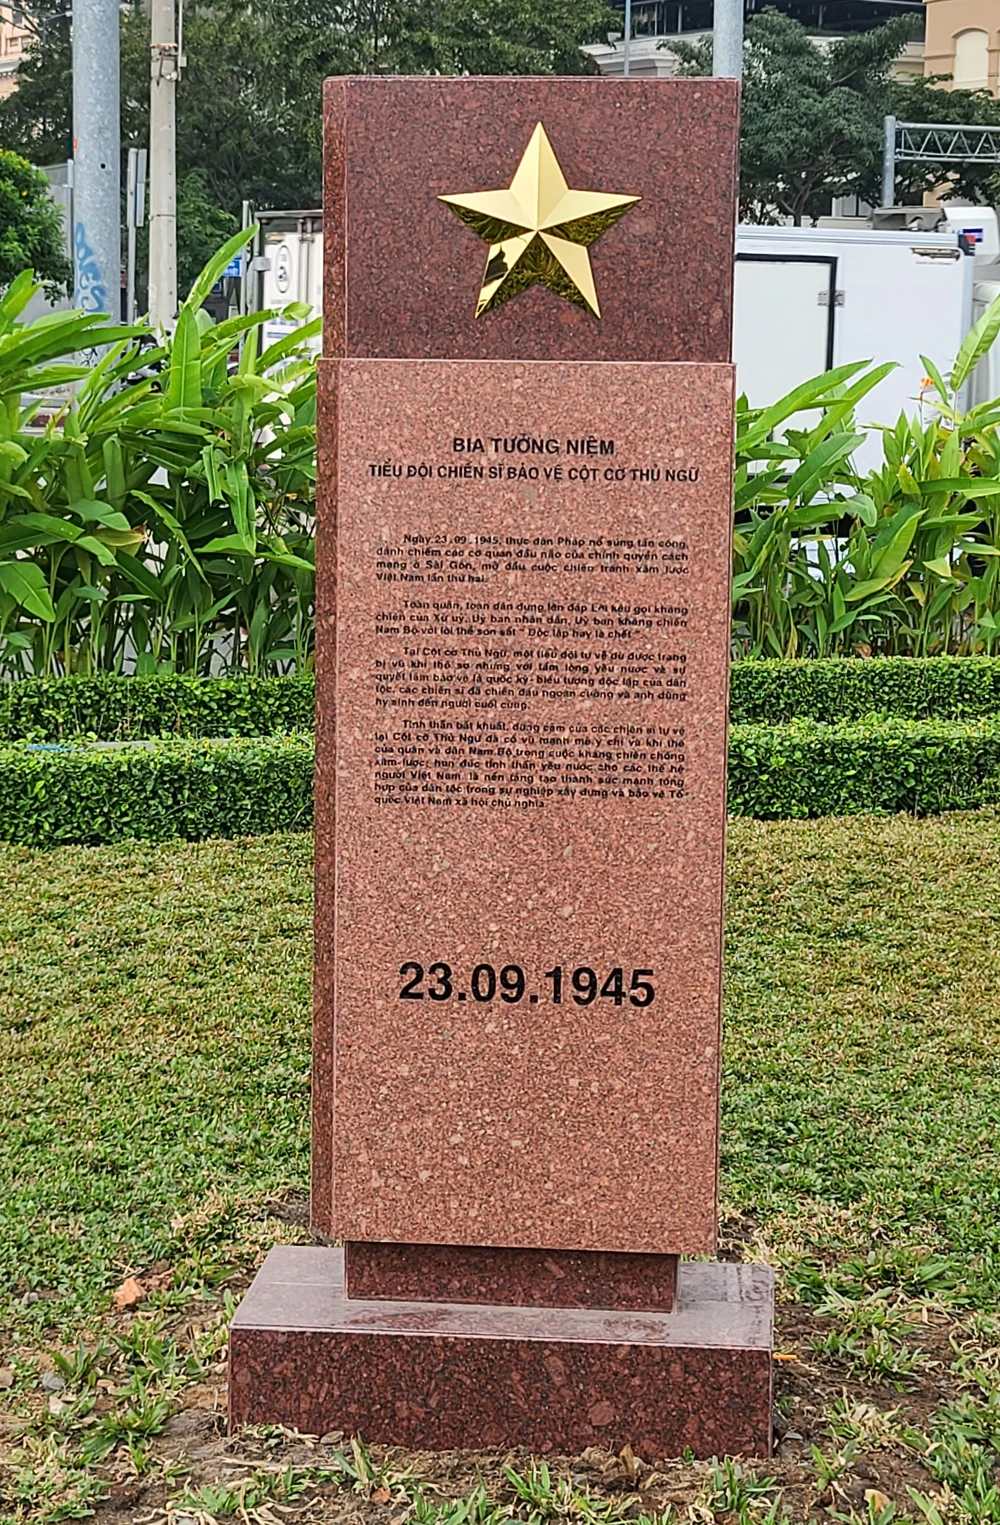 BIA TƯỞNG NIỆM
TIỂU ĐỘI CHIẾN SĨ BẢO VỆ CỘT CỜ THỦ NGỮ
Ngày 23.09.1945, thực dân Pháp nổ súng tấn công,
đánh chiếm các cơ quan đầu não của chính quyền cách
mạng ở Sài Gòn, mở đầu cuộc chiến tranh xâm lược
Việt Nam lần thứ hai.
Toàn quân, toàn dân đứng lên đáp Lời kêu gọi kháng
chiến của Xứ uỷ, Uỷ ban nhân dân, Uỷ ban kháng chiến
Nam Bộ với lời thề son sắt " Độc lập hay là chết ".
Tại Cột cờ Thủ Ngữ, một tiểu đội tự vệ dù được trang
bị vũ khí thô sơ nhưng với tấm lòng yêu nước và sự
quyết tâm bảo vệ lá quốc kỳ- biểu tượng độc lập của dân
tộc, các chiến sĩ đã chiến đấu ngoan cường và anh dũng
hy sinh đến người cuối cùng.
Tinh thần bất khuất, dũng cảm của các chiến sĩ tự vệ
tại Cột cờ Thủ Ngữ đã cổ vũ mạnh mẽ ý chí và khí thế
của quân và dân Nam Bộ trong cuộc kháng chiến chống
xâm lược; hun đúc tinh thần yêu nước cho các thế hệ
người Việt Nam là nền tảng tạo thành sức mạnh tổng
hợp của dân tộc trong sự nghiệp xây dựng và bảo vệ Tổ
quốc Việt Nam xã hội chủ nghĩa.
23.09.1945